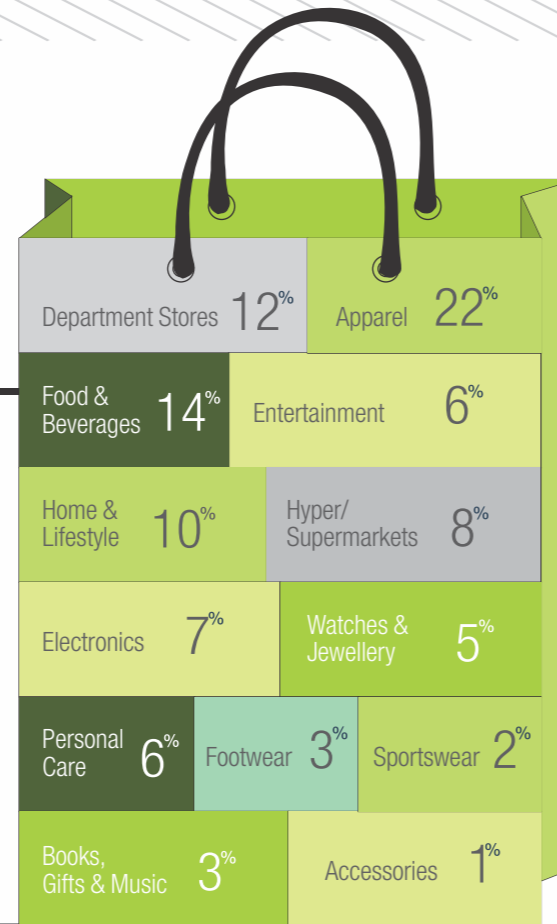 Department Stores 12%
Apparel 22%
Food &
Beverages 14%
Entertainment 6%
Home &
Lifestyle 10%
Hyper/
Supermarkets 8%
Electronics 7%
Watches &
Jewellery 5%
Personal
Care 6%
Footwear 3%
Sportswear 2%
Books,
Gifts & Music 3%
Accessories 1%